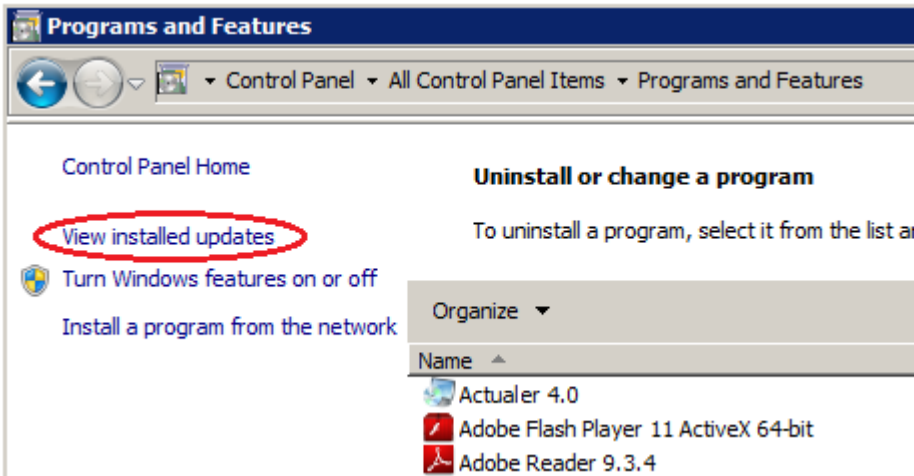 Programs and Features
Control Panel All Control Panel Items Programs and Features
Control Panel Home
Uninstall or change a program
View installed updates
To uninstall a program, select it from the list
Turn Windows features on or off
Organize
Install a program from the network
Name
Actualer 4.0
Adobe Flash Player 11 ActiveX 64-bit
Adobe Reader 9.3.4